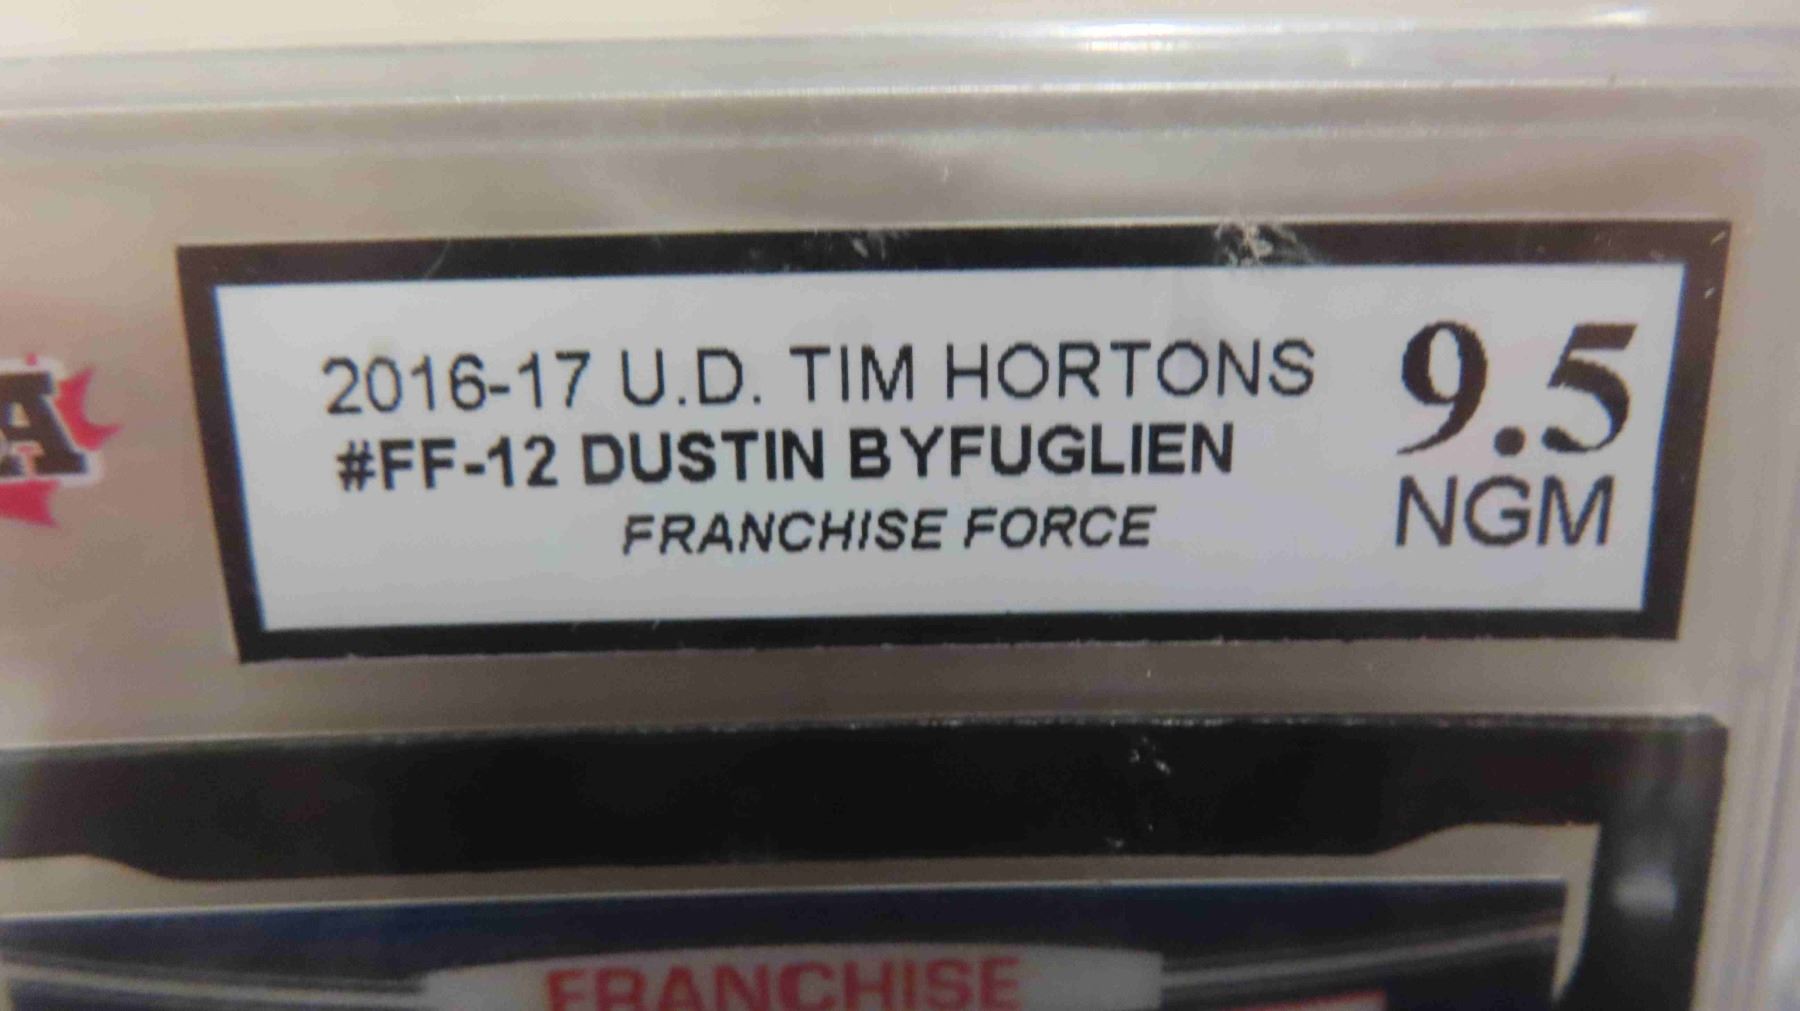 2016-17 U.D. TIM HORTONS 9.5
#FF-12 DUSTIN BYFUGLIEN NGM
FRANCHISE FORCE
A
FRANCHISE